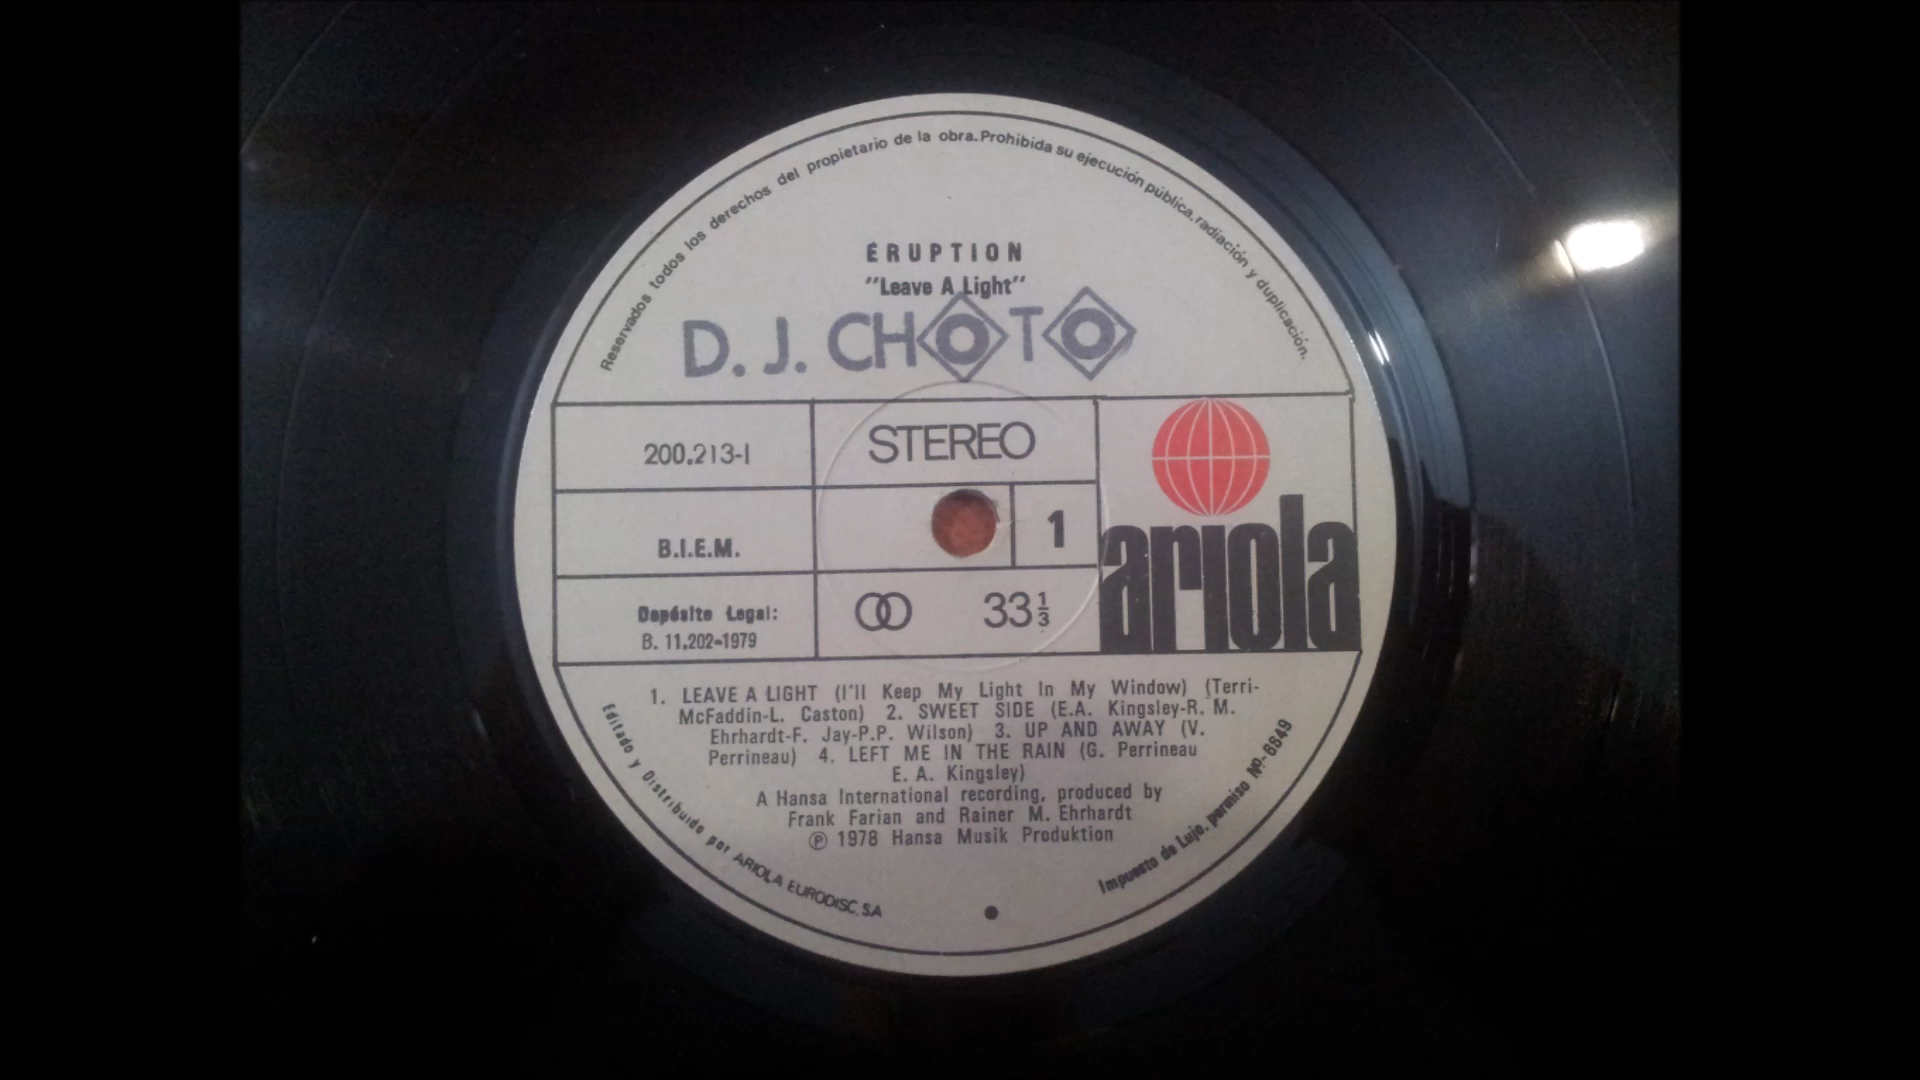 Reservados todos los derechos del propietario de la obra. Prohibida su ejecución pública, radiación y duplicación.
ERUPTION
"Leave A Light"
D. J. CHOTO
200.213-I
STEREO
B.I.E.M.
1
ariola
Depósito Legal:
B. 11.202-1979
33 1/3
1. LEAVE A LIGHT (I'll Keep My Light In My Window) (Terri-
McFaddin-L. Caston) 2. SWEET SIDE (E.A. Kingsley-R. M.
Ehrhardt-F. Jay-P.P. Wilson) 3. UP AND AWAY (V.
Perrineau) 4. LEFT ME IN THE RAIN (G. Perrineau
E. A. Kingsley)
A Hansa International recording, produced by
Frank Farian and Rainer M. Ehrhardt
Ⓟ 1978 Hansa Musik Produktion
Editado y Distribuido por ARIOLA EURODISC, SA
Impuesto de Lujo, permiso Nº-6649